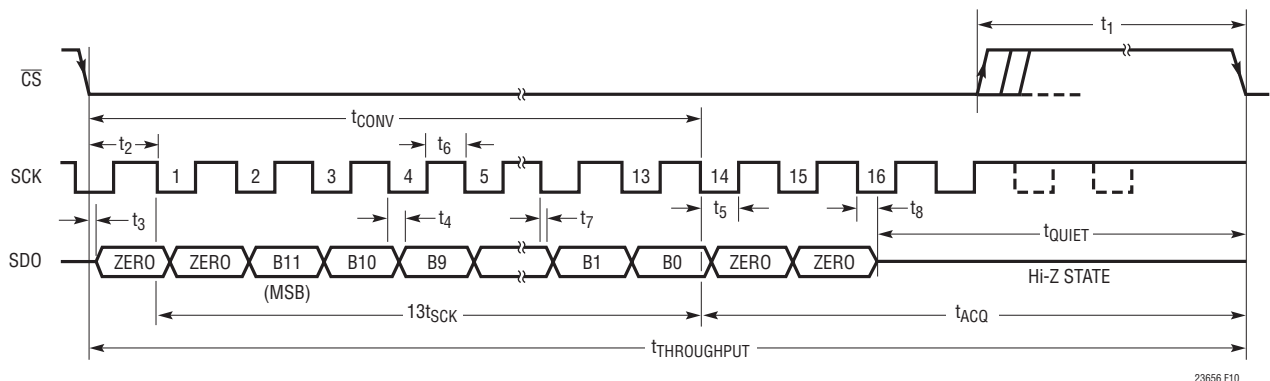 t1
CS
tCONV
t2
t6
SCK
1
2
3
4
5
13
14
15
16
t3
t4
t7
t5
t8
tQUIET
SDO
ZERO
ZERO
B11
B10
B9
B1
B0
ZERO
ZERO
Hi-Z STATE
(MSB)
13tSCK
tACQ
tTHROUGHPUT
23656 F10